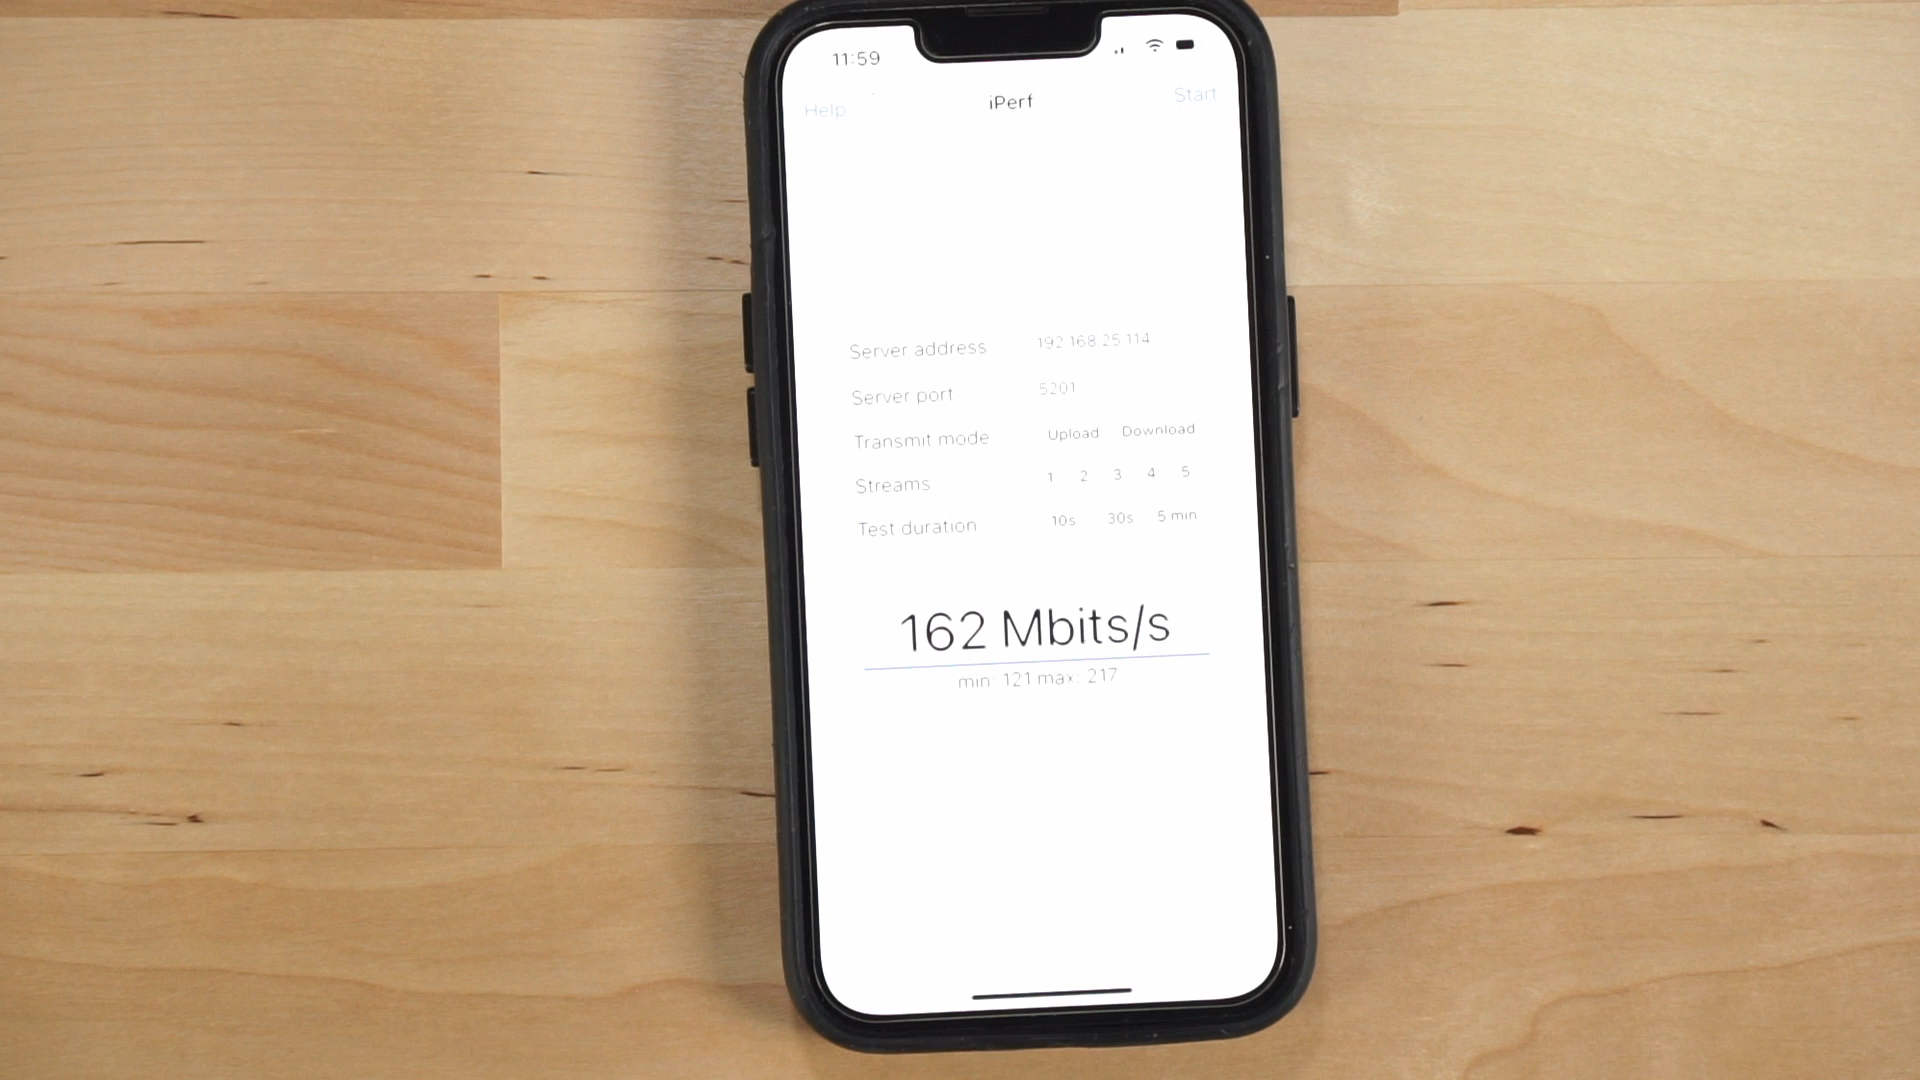 11:59
Help iPerf Start
Server address 192.168.25.114
Server port 5201
Transmit mode Upload Download
Streams 1 2 3 4 5
Test duration 10s 30s 5 min
162 Mbits/s
min: 121 max: 217